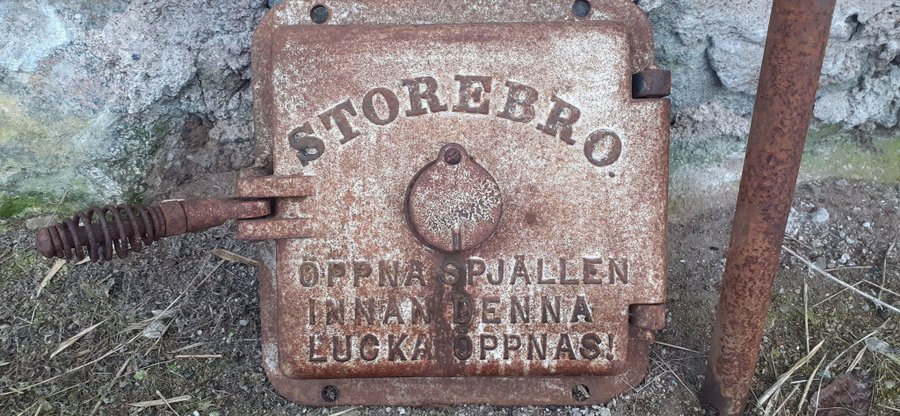 STOREBRO
ÖPPNA SPJÄLLEN
INNAN DENNA
LUCKA ÖPPNAS!